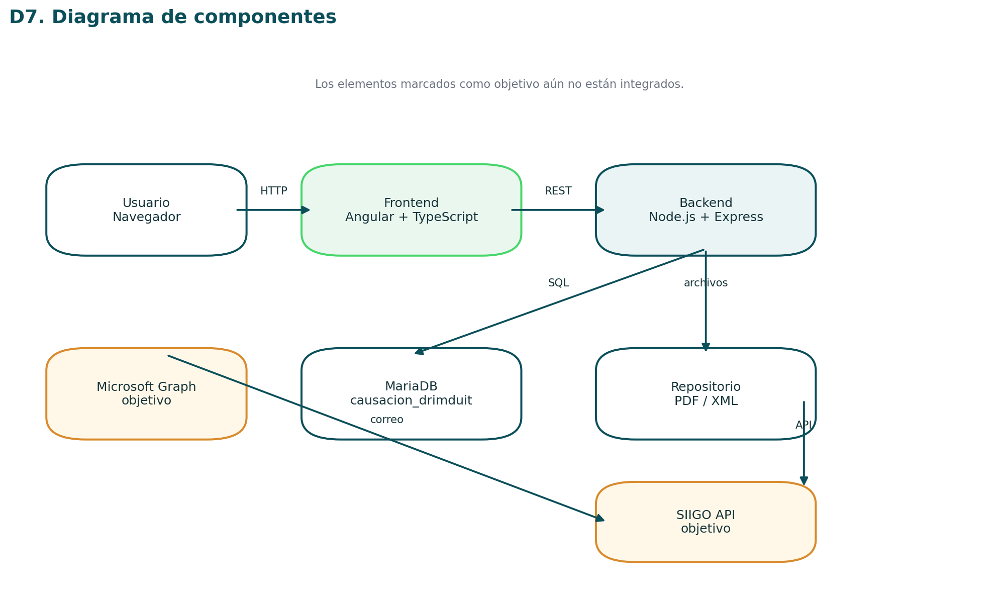 D7. Diagrama de componentes
Los elementos marcados como objetivo aún no están integrados.
Usuario
Navegador
HTTP
Frontend
Angular + TypeScript
REST
Backend
Node.js + Express
SQL
archivos
Microsoft Graph
objetivo
MariaDB
causacion_drimduit
correo
Repositorio
PDF / XML
API
SIIGO API
objetivo